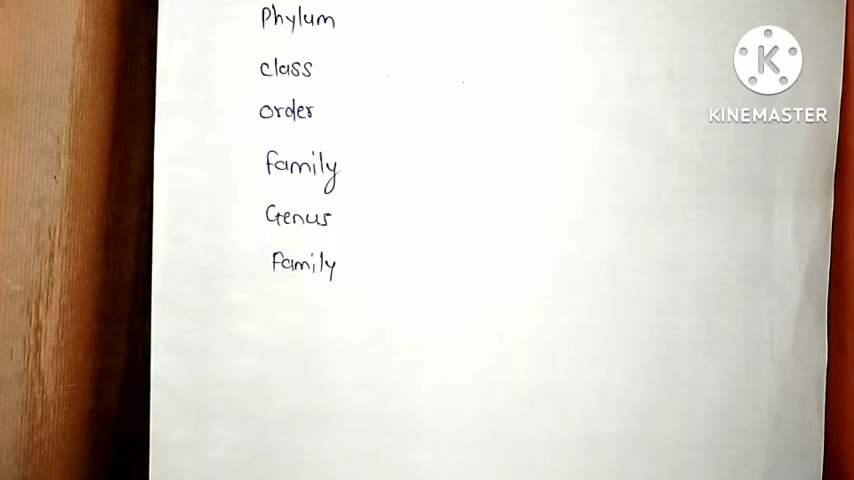 Phylum
class
order
family
Genus
Family
K
KINEMASTER